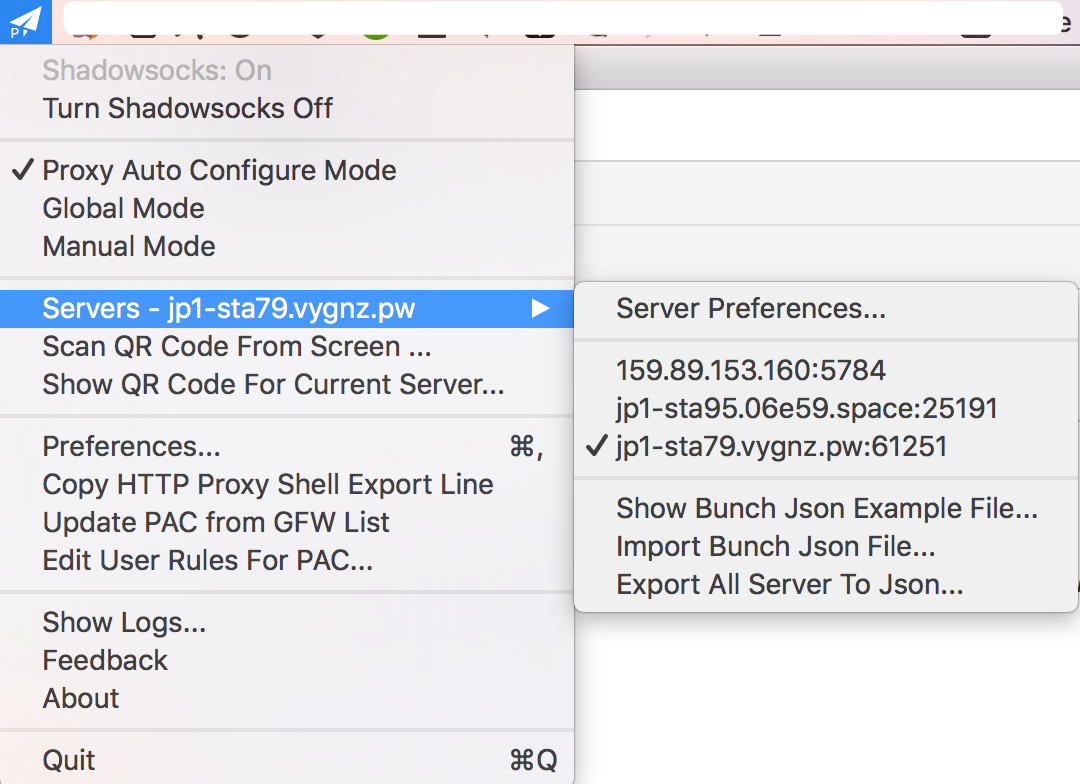 P
Shadowsocks: On
Turn Shadowsocks Off
Proxy Auto Configure Mode
Global Mode
Manual Mode
Servers - jp1-sta79.vygnz.pw
Scan QR Code From Screen ...
Show QR Code For Current Server...
Preferences... ⌘,
Copy HTTP Proxy Shell Export Line
Update PAC from GFW List
Edit User Rules For PAC...
Show Logs...
Feedback
About
Quit ⌘Q
Server Preferences...
159.89.153.160:5784
jp1-sta95.06e59.space:25191
jp1-sta79.vygnz.pw:61251
Show Bunch Json Example File...
Import Bunch Json File...
Export All Server To Json...